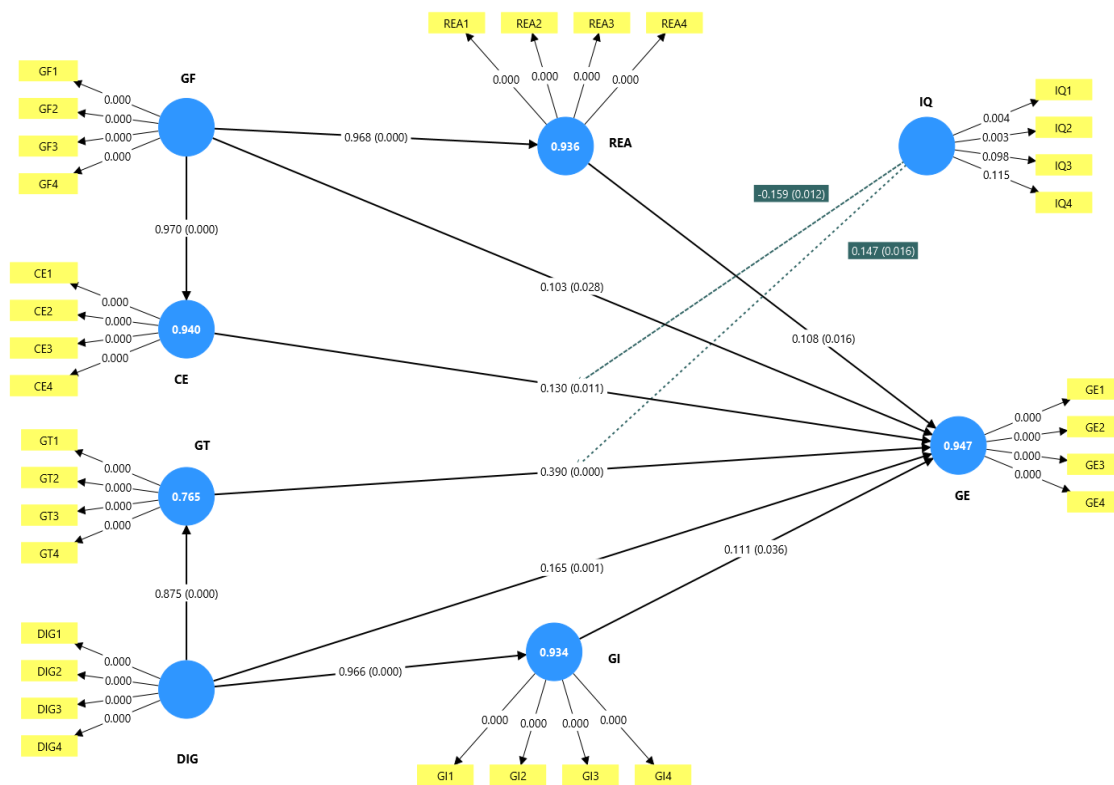 REA1 REA2 REA3 REA4
GF1
GF2
GF3
GF4
0.000
0.000
0.000
0.000
GF
0.000
0.000
0.000
0.000
0.936
REA
IQ
IQ1
IQ2
IQ3
IQ4
0.004
0.003
0.098
0.115
0.968 (0.000)
-0.159 (0.012)
0.147 (0.016)
0.970 (0.000)
0.103 (0.028)
0.108 (0.016)
CE1
CE2
CE3
CE4
0.000
0.000
0.000
0.000
0.940
CE
0.130 (0.011)
GE1
GE2
GE3
GE4
0.000
0.000
0.000
0.000
0.947
GE
GT1
GT2
GT3
GT4
0.000
0.000
0.000
0.000
GT
0.765
0.390 (0.000)
0.875 (0.000)
0.165 (0.001)
0.111 (0.036)
DIG1
DIG2
DIG3
DIG4
0.000
0.000
0.000
0.000
DIG
0.966 (0.000)
0.934
GI
0.000
0.000
0.000
0.000
GI1 GI2 GI3 GI4